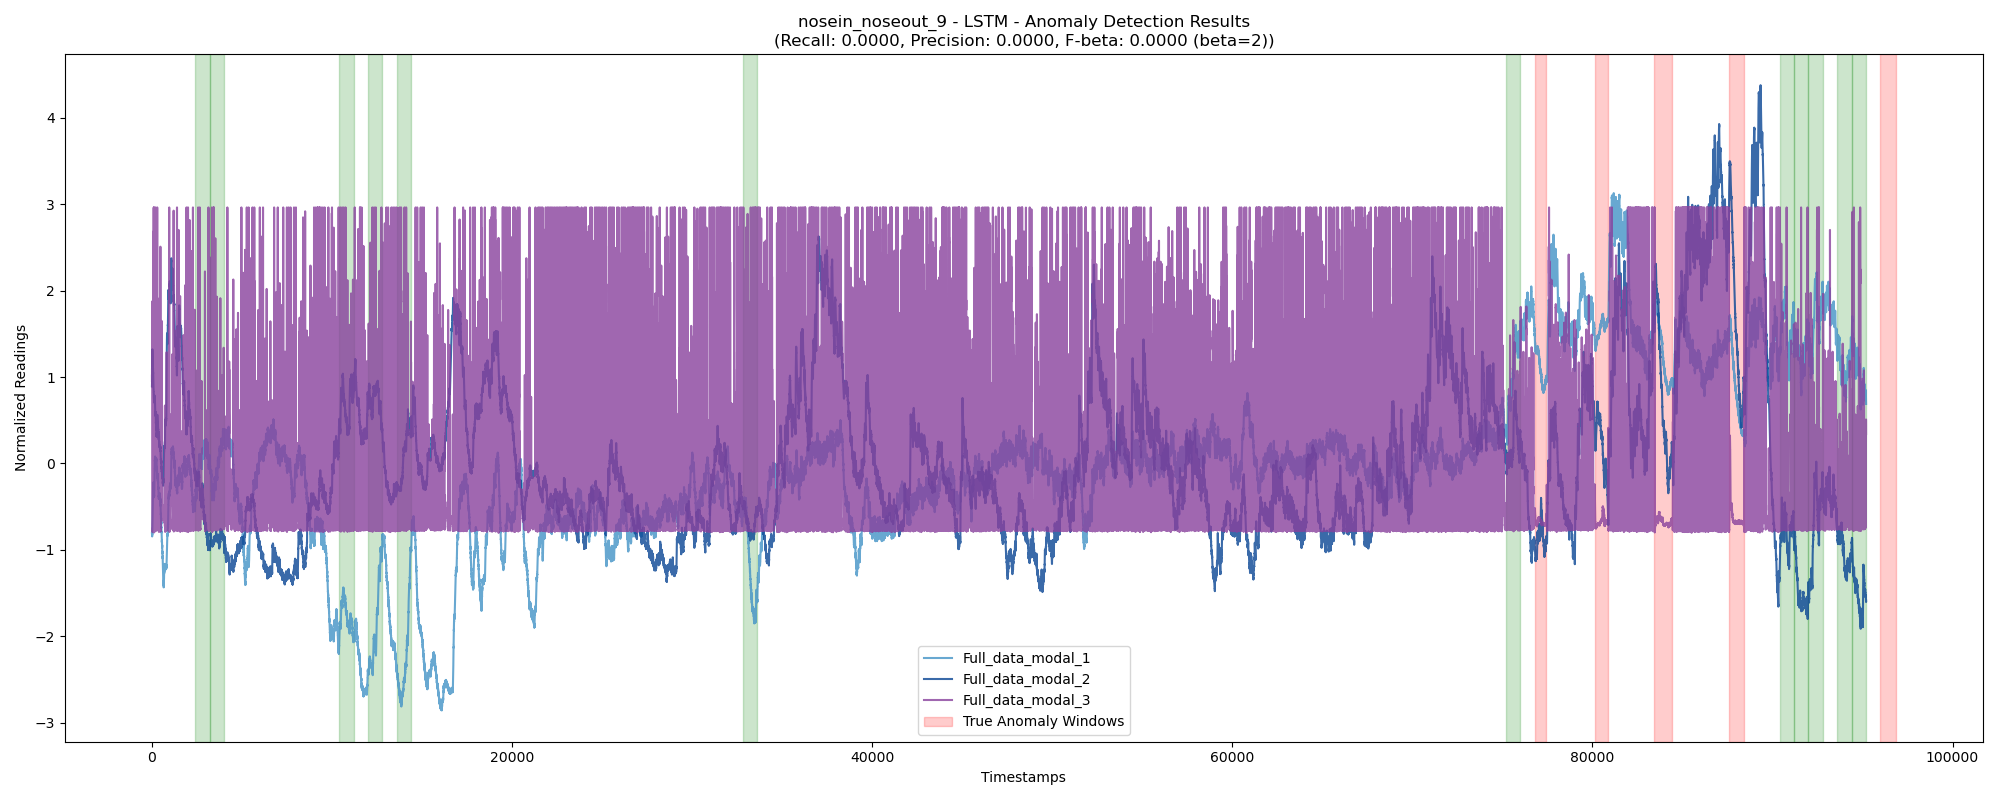 nosein_noseout_9 - LSTM - Anomaly Detection Results
(Recall: 0.0000, Precision: 0.0000, F-beta: 0.0000 (beta=2))
Normalized Readings
4
3
2
1
0
−1
−2
−3
Full_data_modal_1
Full_data_modal_2
Full_data_modal_3
True Anomaly Windows
0
20000
40000
60000
80000
100000
Timestamps